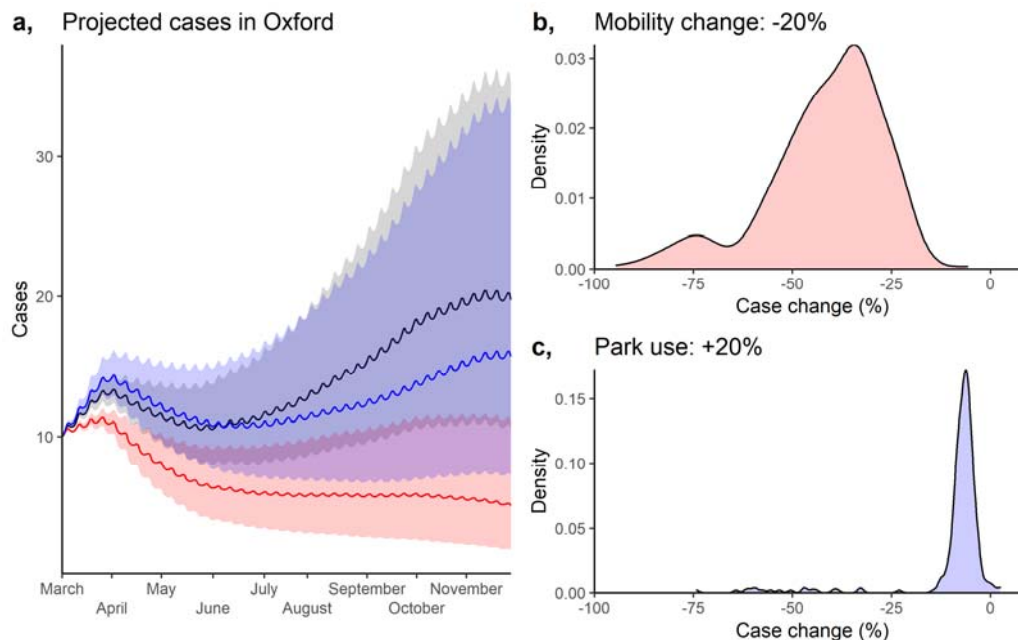 a, Projected cases in Oxford
Cases
30
20
10
March May July September November
April June August October
b, Mobility change: -20%
Density
0.03
0.02
0.01
0.00
-100 -75 -50 -25 0
Case change (%)
c, Park use: +20%
Density
0.15
0.10
0.05
0.00
-100 -75 -50 -25 0
Case change (%)